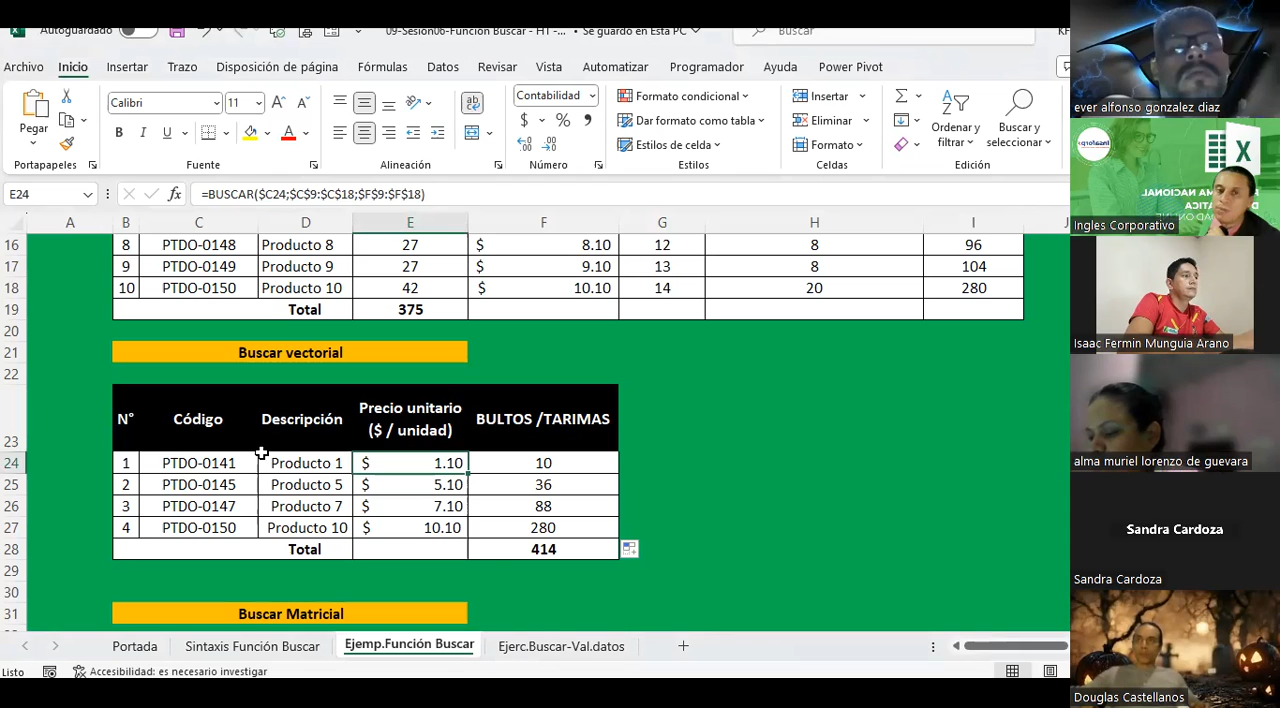 Autoguardado
09-Sesion06-Función Buscar - HT -... • Se guardó en Esta PC
Buscar
Archivo Inicio Insertar Trazo Disposición de página Fórmulas Datos Revisar Vista Automatizar Programador Ayuda Power Pivot
Pegar
Portapapeles
Calibri 11
N K S
Fuente
ab
Alineación
Contabilidad
$ % 
Número
Formato condicional
Dar formato como tabla
Estilos de celda
Estilos
Insertar
Eliminar
Formato
Celdas
Ordenar y filtrar
Buscar y seleccionar
Edición
E24 fx =BUSCAR($C24;$C$9:$C$18;$F$9:$F$18)
A B C D E F G H I J
16 8 PTDO-0148 Producto 8 27 $ 8.10 12 8 96
17 9 PTDO-0149 Producto 9 27 $ 9.10 13 8 104
18 10 PTDO-0150 Producto 10 42 $ 10.10 14 20 280
19 Total 375
20
21 Buscar vectorial
22
23 N° Código Descripción Precio unitario ($ / unidad) BULTOS /TARIMAS
24 1 PTDO-0141 Producto 1 $ 1.10 10
25 2 PTDO-0145 Producto 5 $ 5.10 36
26 3 PTDO-0147 Producto 7 $ 7.10 88
27 4 PTDO-0150 Producto 10 $ 10.10 280
28 Total 414
29
30
31 Buscar Matricial
Portada Sintaxis Función Buscar Ejemp.Función Buscar Ejerc.Buscar-Val.datos
Listo Accesibilidad: es necesario investigar
ever alfonso gonzalez diaz
Ingles Corporativo
Isaac Fermin Munguia Arano
alma muriel lorenzo de guevara
Sandra Cardoza
Sandra Cardoza
Douglas Castellanos